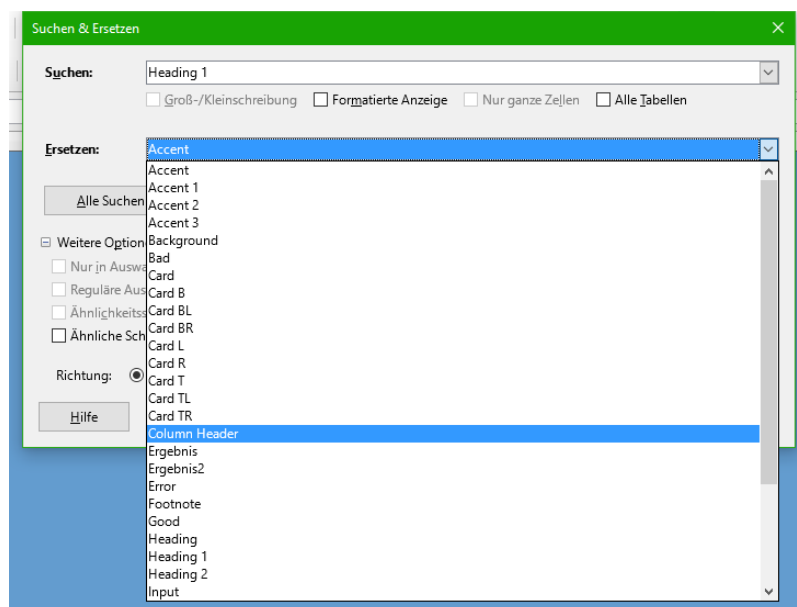 Suchen & Ersetzen
Suchen:
Heading 1
Groß-/Kleinschreibung Formatierte Anzeige Nur ganze Zellen Alle Tabellen
Ersetzen:
Accent
Accent
Accent 1
Alle Suchen
Accent 2
Accent 3
Weitere Option
Background
Bad
Nur in Auswa
Card
Reguläre Aus
Card B
Ähnlichkeitss
Card BL
Card BR
Ähnliche Sch
Card L
Card R
Richtung:
Card T
Card TL
Card TR
Hilfe
Column Header
Ergebnis
Ergebnis2
Error
Footnote
Good
Heading
Heading 1
Heading 2
Input